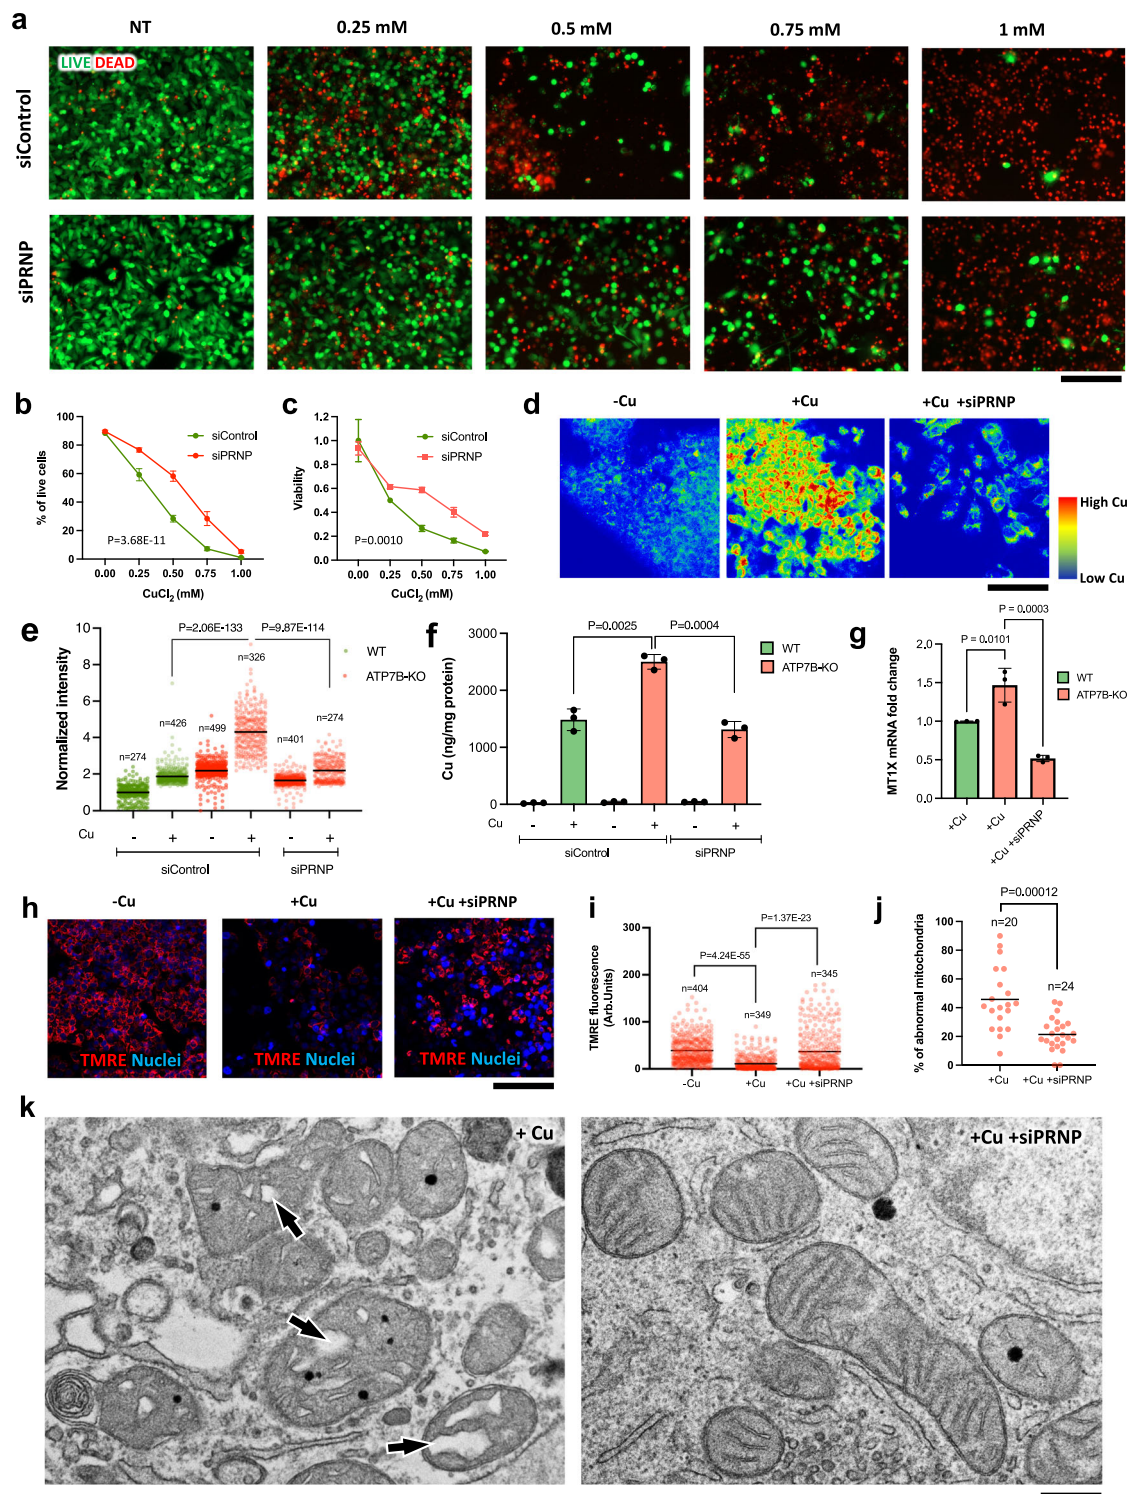 a
NT 0.25 mM 0.5 mM 0.75 mM 1 mM
LIVE DEAD
siControl
siPRNP
b
% of live cells
100
80
60
40
20
0
siControl
siPRNP
P=3.68E-11
0.00 0.25 0.50 0.75 1.00
CuCl2 (mM)
c
Viability
1.2
1.0
0.8
0.6
0.4
0.2
0.0
siControl
siPRNP
P=0.0010
0.00 0.25 0.50 0.75 1.00
CuCl2 (mM)
d
-Cu +Cu +Cu +siPRNP
High Cu
Low Cu
e
Normalized intensity
10
8
6
4
2
0
P=2.06E-133 P=9.87E-114
WT
ATP7B-KO
n=274 n=426 n=499 n=326 n=401 n=274
Cu - + - + - +
siControl siPRNP
f
Cu (ng/mg protein)
3000
2000
1000
0
P=0.0025 P=0.0004
WT
ATP7B-KO
Cu - + - + - +
siControl siPRNP
g
MT1X mRNA fold change
2.0
1.5
1.0
0.5
0.0
P = 0.0003
P = 0.0101
WT
ATP7B-KO
+Cu +Cu +Cu +siPRNP
h
-Cu +Cu +Cu +siPRNP
TMRE Nuclei TMRE Nuclei TMRE Nuclei
i
TMRE fluorescence
(Arb.Units)
300
200
100
0
P=1.37E-23
P=4.24E-55
n=404 n=349 n=345
-Cu +Cu +Cu +siPRNP
j
% of abnormal mitochondria
100
80
60
40
20
0
P=0.00012
n=20
n=24
+Cu +Cu +siPRNP
k
+ Cu
+Cu +siPRNP